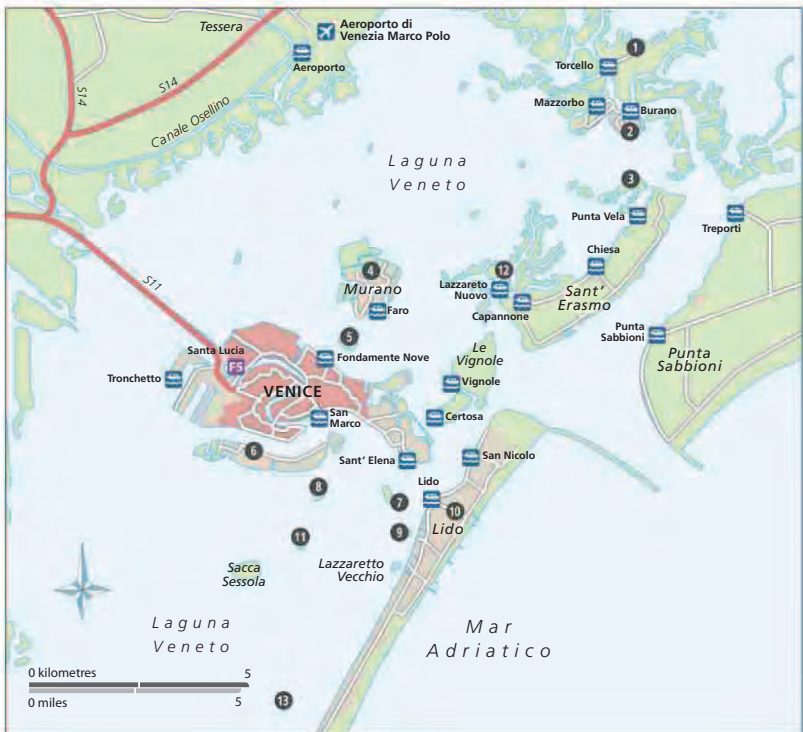 Tessera
Aeroporto di
Venezia Marco Polo
Aeroporto
S14
S14
Canale Osellino
1
Torcello
Mazzorbo
Burano
2
Laguna
Veneto
3
Punta Vela
Treporti
Chiesa
S11
4
Murano
Faro
12
Lazzareto
Nuovo
Capannone
Sant'
Erasmo
5
Santa Lucia
FS
Fondamente Nove
Le
Vignole
Punta
Sabbioni
Punta
Sabbioni
Tronchetto
VENICE
Vignole
San
Marco
Certosa
6
Sant' Elena
San Nicolo
8
Lido
7
10
Lido
11
9
Sacca
Sessola
Lazzaretto
Vecchio
Laguna
Veneto
Mar
Adriatico
0 kilometres 5
0 miles 5
13